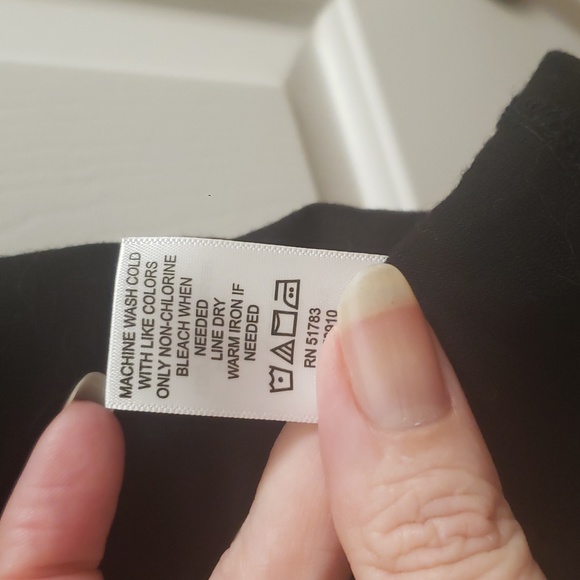 MACHINE WASH COLD
WITH LIKE COLORS
ONLY NON-CHLORINE
BLEACH WHEN
NEEDED
LINE DRY
WARM IRON IF
NEEDED
RN 51783